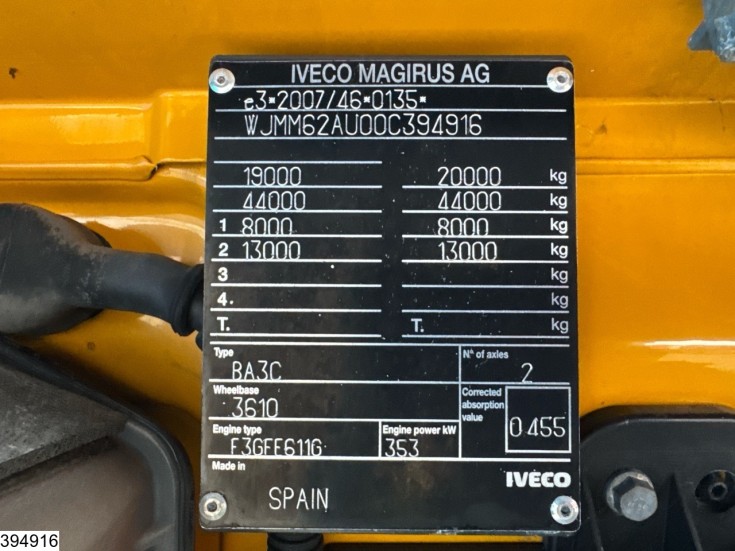 IVECO MAGIRUS AG
e3*2007/46*0135*
WJMM62AU00C394916
19000 20000 kg
44000 44000 kg
1 8000 8000 kg
2 13000 13000 kg
3 kg
4. kg
T. T. kg
Type Nº of axles
BA3C 2
Wheelbase Corrected absorption value
3610 0.455
Engine type Engine power kW
F3GFE611G 353
Made in IVECO
SPAIN
394916